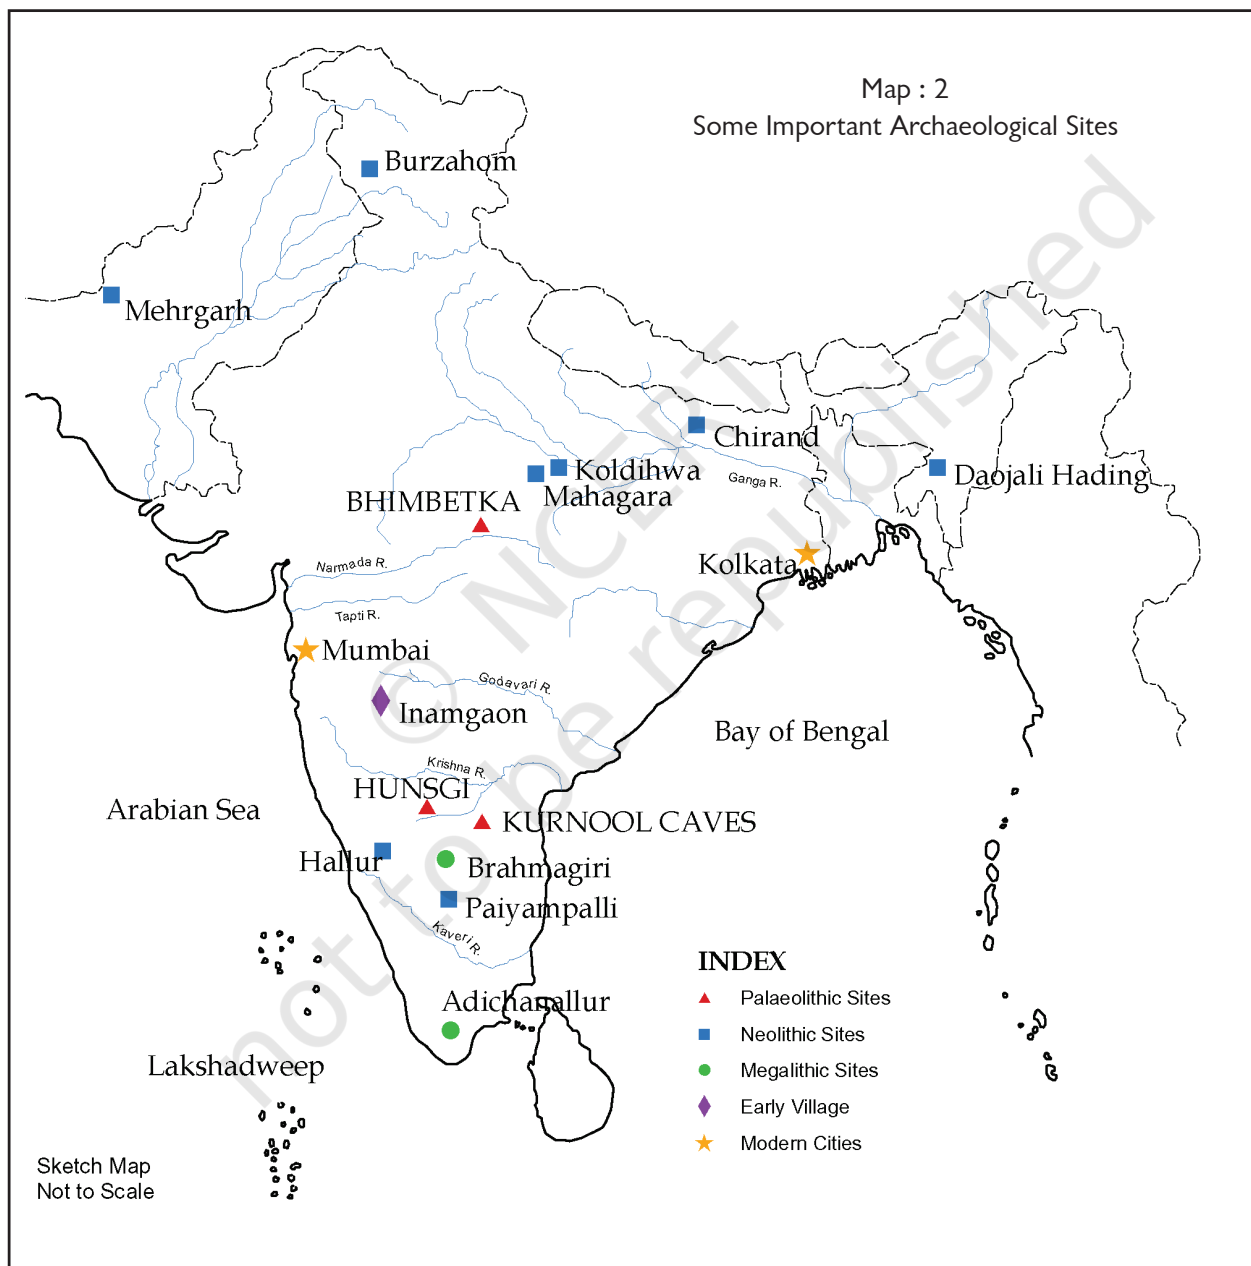 Map : 2
Some Important Archaeological Sites
Burzahom
Mehrgarh
Chirand
Koldihwa
Mahagara
Daojali Hading
Ganga R.
BHIMBETKA
Kolkata
Narmada R.
Tapti R.
Mumbai
Godavari R.
Inamgaon
Bay of Bengal
Krishna R.
HUNSGI
Arabian Sea
KURNOOL CAVES
Hallur
Brahmagiri
Paiyampalli
Kaveri R.
INDEX
Adichanallur
Palaeolithic Sites
Neolithic Sites
Lakshadweep
Megalithic Sites
Early Village
Modern Cities
Sketch Map
Not to Scale
© NCERT
not to be republished